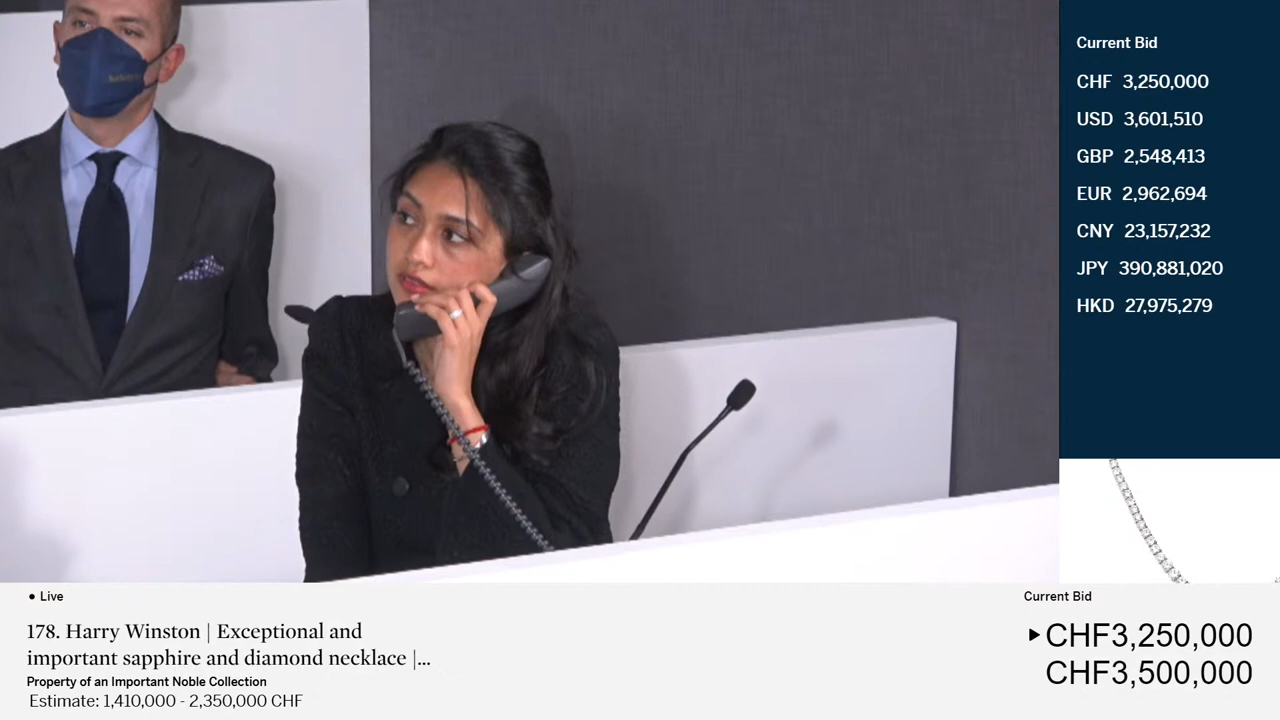 Current Bid
CHF 3,250,000
USD 3,601,510
GBP 2,548,413
EUR 2,962,694
CNY 23,157,232
JPY 390,881,020
HKD 27,975,279
• Live
178. Harry Winston | Exceptional and
important sapphire and diamond necklace |...
Property of an Important Noble Collection
Estimate: 1,410,000 - 2,350,000 CHF
Current Bid
CHF3,250,000
CHF3,500,000